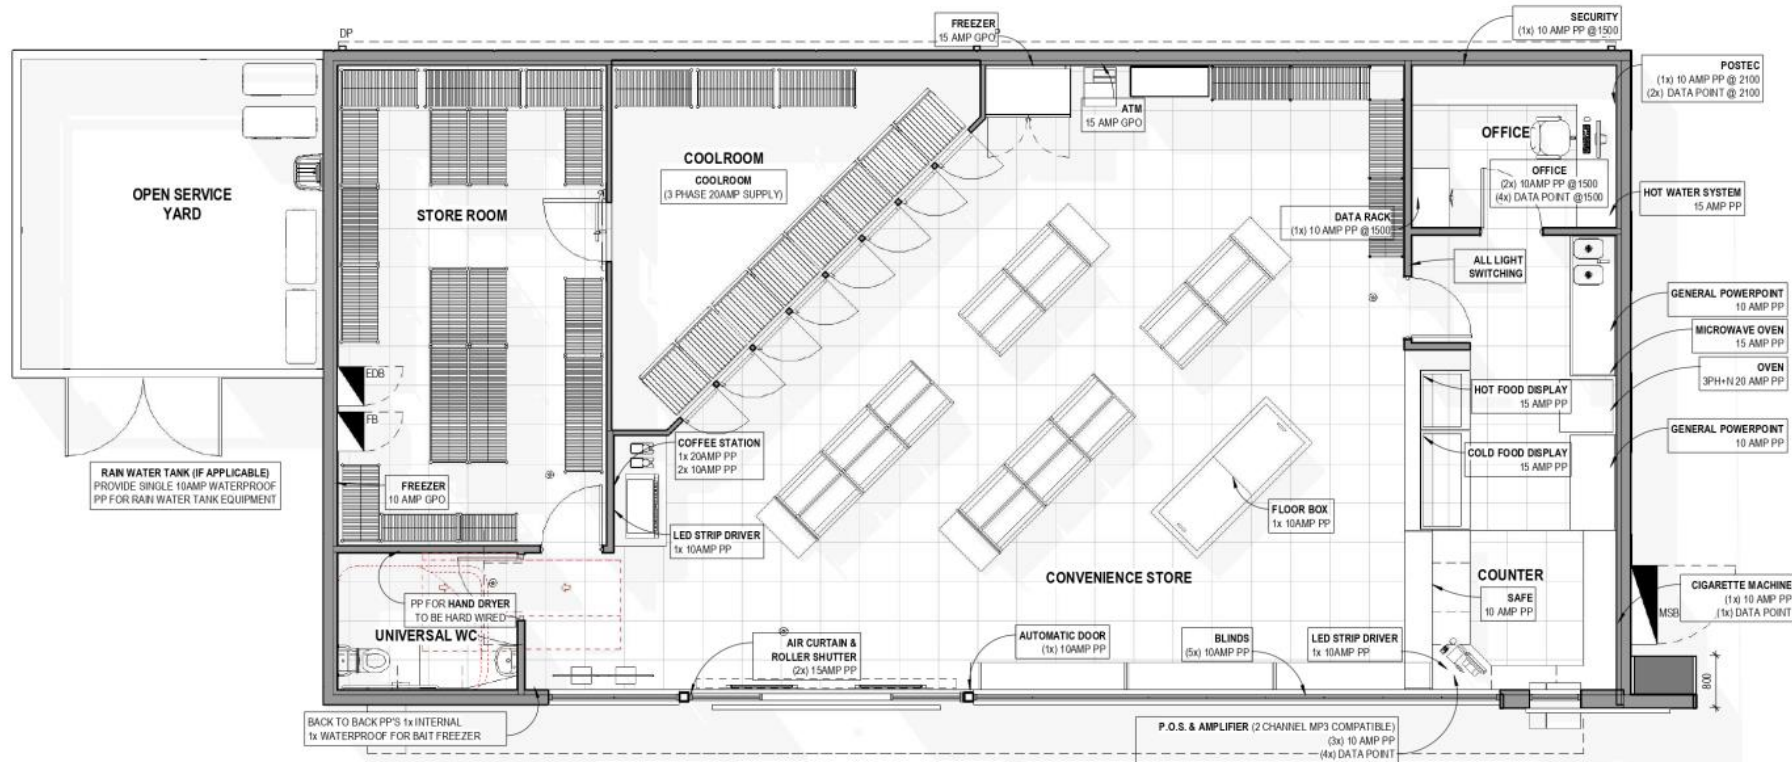 DP
FREEZER
15 AMP GPO
SECURITY
(1x) 10 AMP PP @1500
POSTEC
(1x) 10 AMP PP @ 2100
(2x) DATA POINT @ 2100
ATM
15 AMP GPO
OFFICE
OFFICE
(2x) 10AMP PP @1500
(4x) DATA POINT @1500
COOLROOM
COOLROOM
(3 PHASE 20AMP SUPPLY)
OPEN SERVICE
YARD
STORE ROOM
HOT WATER SYSTEM
15 AMP PP
DATA RACK
(1x) 10 AMP PP @1500
ALL LIGHT
SWITCHING
GENERAL POWERPOINT
10 AMP PP
MICROWAVE OVEN
15 AMP PP
OVEN
3PH+N 20 AMP PP
EDB
FB
HOT FOOD DISPLAY
15 AMP PP
GENERAL POWERPOINT
10 AMP PP
COFFEE STATION
1x 20AMP PP
2x 10AMP PP
COLD FOOD DISPLAY
15 AMP PP
RAIN WATER TANK (IF APPLICABLE)
PROVIDE SINGLE 10AMP WATERPROOF
PP FOR RAIN WATER TANK EQUIPMENT
FREEZER
10 AMP GPO
FLOOR BOX
1x 10AMP PP
LED STRIP DRIVER
1x 10AMP PP
CONVENIENCE STORE
COUNTER
SAFE
10 AMP PP
CIGARETTE MACHINE
(1x) 10 AMP PP
(1x) DATA POINT
MSB
PP FOR HAND DRYER
TO BE HARD WIRED
UNIVERSAL WC
AIR CURTAIN &
ROLLER SHUTTER
(2x) 15AMP PP
AUTOMATIC DOOR
(1x) 10AMP PP
BLINDS
(5x) 10AMP PP
LED STRIP DRIVER
1x 10AMP PP
800
BACK TO BACK PP'S 1x INTERNAL
1x WATERPROOF FOR BAIT FREEZER
P.O.S. & AMPLIFIER (2 CHANNEL MP3 COMPATIBLE)
(3x) 10 AMP PP
(4x) DATA POINT